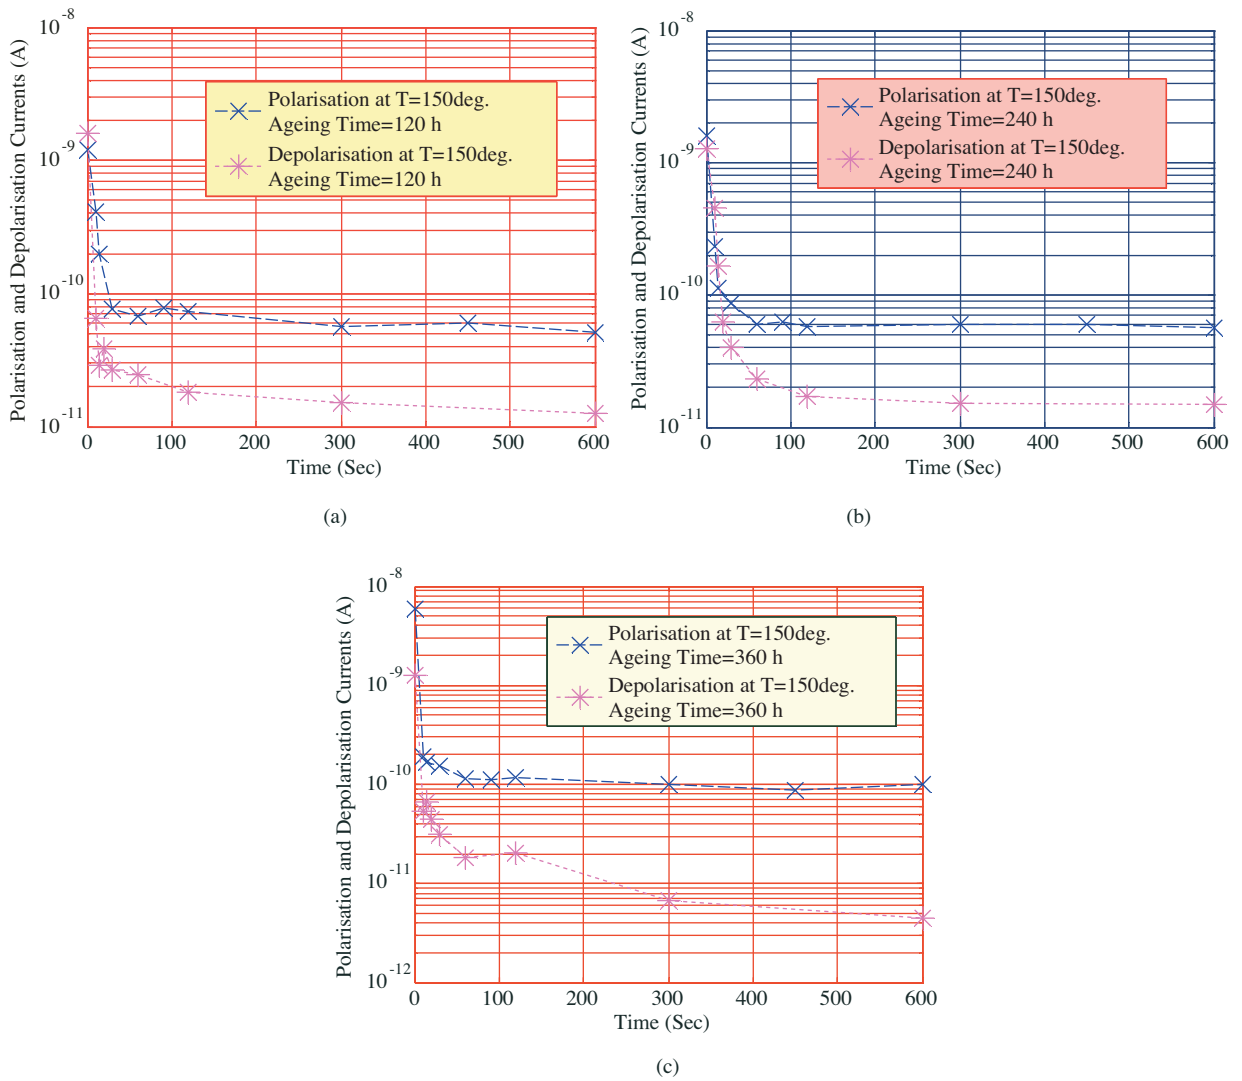 10-8
10-9
10-10
10-11
Polarisation and Depolarisation Currents (A)
Polarisation at T=150deg.
Ageing Time=120 h
Depolarisation at T=150deg.
Ageing Time=120 h
0 100 200 300 400 500 600
Time (Sec)
(a)
10-8
10-9
10-10
10-11
Polarisation and Depolarisation Currents (A)
Polarisation at T=150deg.
Ageing Time=240 h
Depolarisation at T=150deg.
Ageing Time=240 h
0 100 200 300 400 500 600
Time (Sec)
(b)
10-8
10-9
10-10
10-11
10-12
Polarisation and Depolarisation Currents (A)
Polarisation at T=150deg.
Ageing Time=360 h
Depolarisation at T=150deg.
Ageing Time=360 h
0 100 200 300 400 500 600
Time (Sec)
(c)